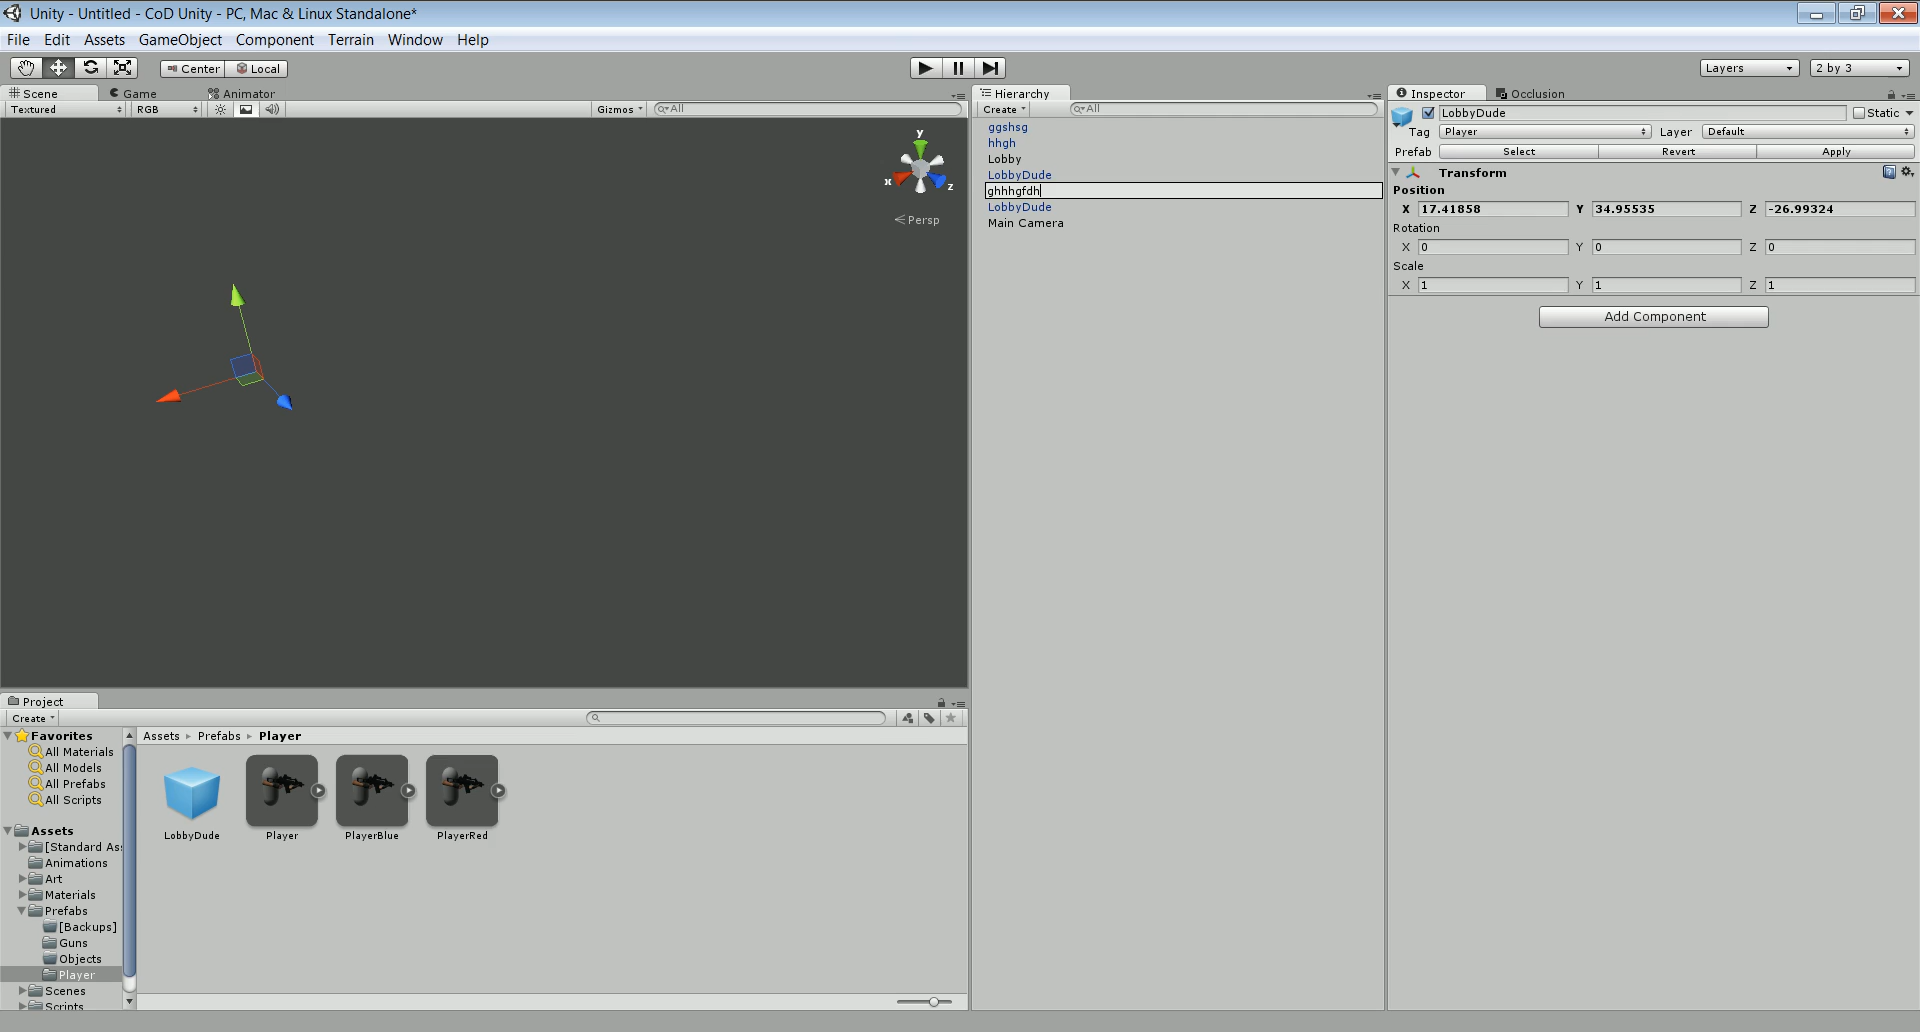 Unity - Untitled - CoD Unity - PC, Mac & Linux Standalone*
File Edit Assets GameObject Component Terrain Window Help
Center Local Layers 2 by 3
Scene Game Animator
Textured RGB Gizmos All
y
x
z
Persp
Hierarchy
Create All
ggshsg
hhgh
Lobby
LobbyDude
ghhhgfdh
LobbyDude
Main Camera
Inspector Occlusion
LobbyDude Static
Tag Player Layer Default
Prefab Select Revert Apply
Transform
Position
X 17.41858 Y 34.95535 Z -26.99324
Rotation
X 0 Y 0 Z 0
Scale
X 1 Y 1 Z 1
Add Component
Project
Create
Favorites
All Materials
All Models
All Prefabs
All Scripts
Assets
[Standard Ass
Animations
Art
Materials
Prefabs
[Backups]
Guns
Objects
Player
Scenes
Scripts
Assets Prefabs Player
LobbyDude Player PlayerBlue PlayerRed